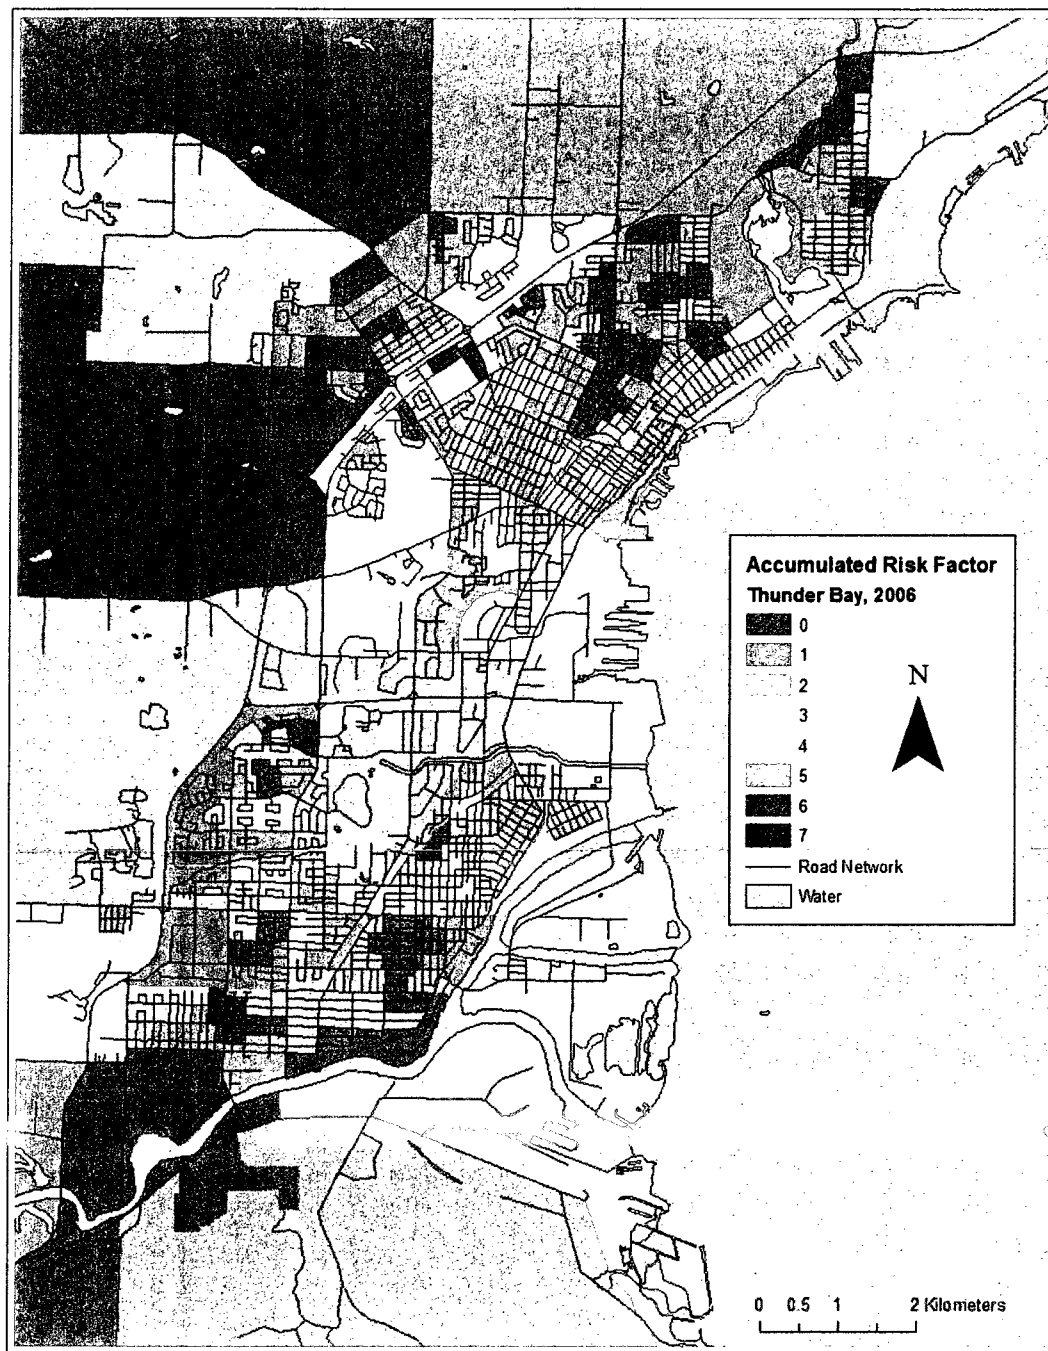 Accumulated Risk Factor
Thunder Bay, 2006
0
1
2
3
4
5
6
7
Road Network
Water
N
0 0.5 1 2 Kilometers